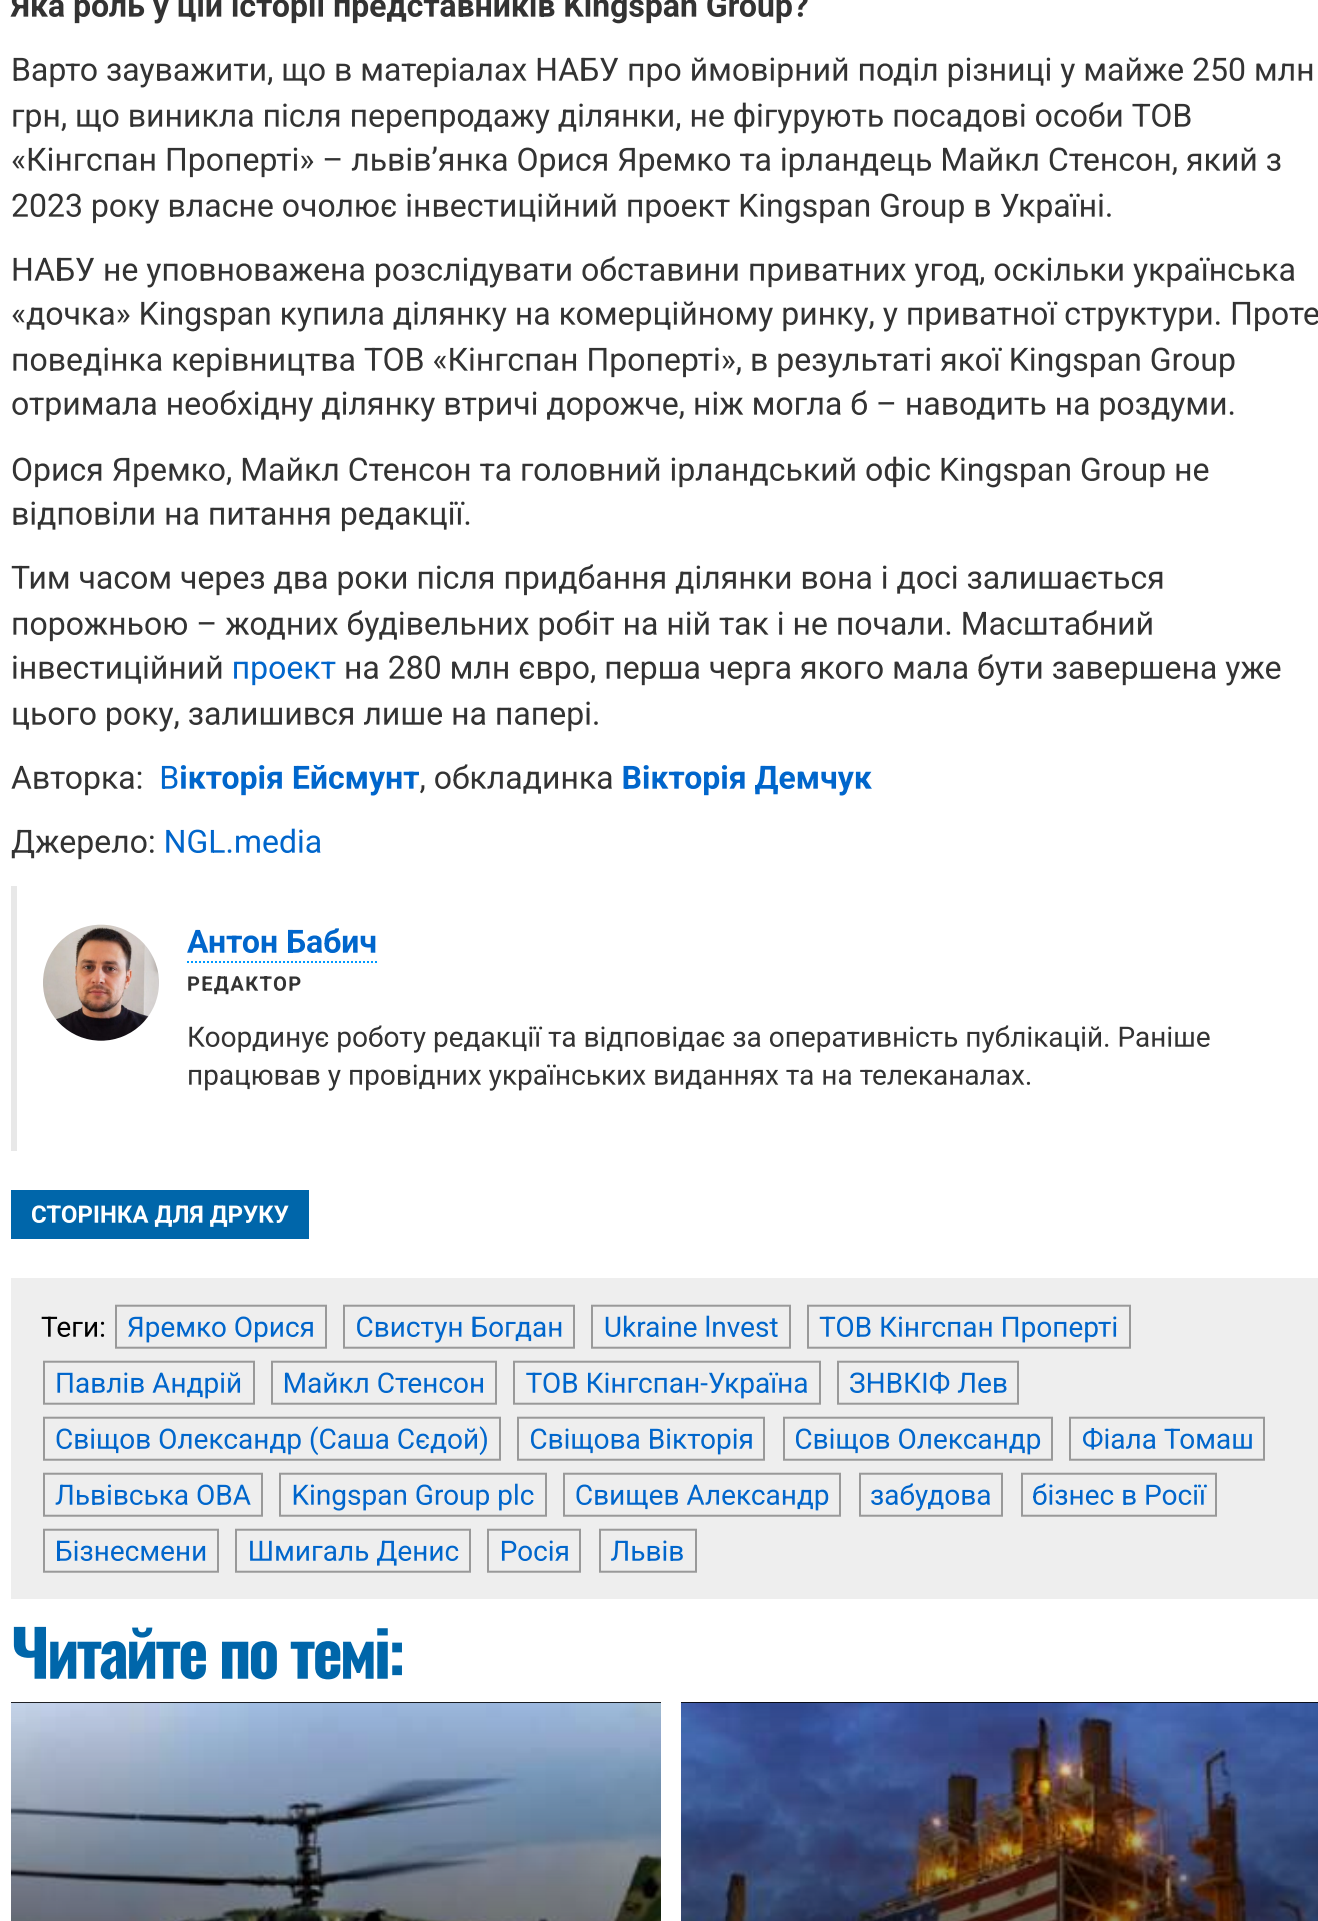 Яка роль у цій історії представників Kingspan Group?
Варто зауважити, що в матеріалах НАБУ про ймовірний поділ різниці у майже 250 млн
грн, що виникла після перепродажу ділянки, не фігурують посадові особи ТОВ
«Кінгспан Проперті» – львів’янка Орися Яремко та ірландець Майкл Стенсон, який з
2023 року власне очолює інвестиційний проект Kingspan Group в Україні.
НАБУ не уповноважена розслідувати обставини приватних угод, оскільки українська
«дочка» Kingspan купила ділянку на комерційному ринку, у приватної структури. Проте
поведінка керівництва ТОВ «Кінгспан Проперті», в результаті якої Kingspan Group
отримала необхідну ділянку втричі дорожче, ніж могла б – наводить на роздуми.
Орися Яремко, Майкл Стенсон та головний ірландський офіс Kingspan Group не
відповіли на питання редакції.
Тим часом через два роки після придбання ділянки вона і досі залишається
порожньою – жодних будівельних робіт на ній так і не почали. Масштабний
інвестиційний проект на 280 млн євро, перша черга якого мала бути завершена уже
цього року, залишився лише на папері.
Авторка: Вікторія Ейсмунт, обкладинка Вікторія Демчук
Джерело: NGL.media
Антон Бабич
РЕДАКТОР
Координує роботу редакції та відповідає за оперативність публікацій. Раніше
працював у провідних українських виданнях та на телеканалах.
СТОРІНКА ДЛЯ ДРУКУ
Теги: Яремко Орися Свистун Богдан Ukraine Invest ТОВ Кінгспан Проперті
Павлів Андрій Майкл Стенсон ТОВ Кінгспан-Україна ЗНВКІФ Лев
Свіщов Олександр (Саша Сєдой) Свіщова Вікторія Свіщов Олександр Фіала Томаш
Львівська ОВА Kingspan Group plc Свищев Александр забудова бізнес в Росії
Бізнесмени Шмигаль Денис Росія Львів
Читайте по темі: